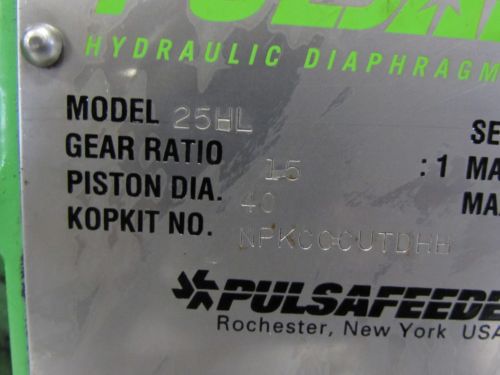 HYDRAULIC DIAPHRAGM
MODEL 25HL
GEAR RATIO 15 :1
PISTON DIA. 40
KOPKIT NO. NPKCCCUTDHH
PULSAFEEDE
Rochester, New York USA